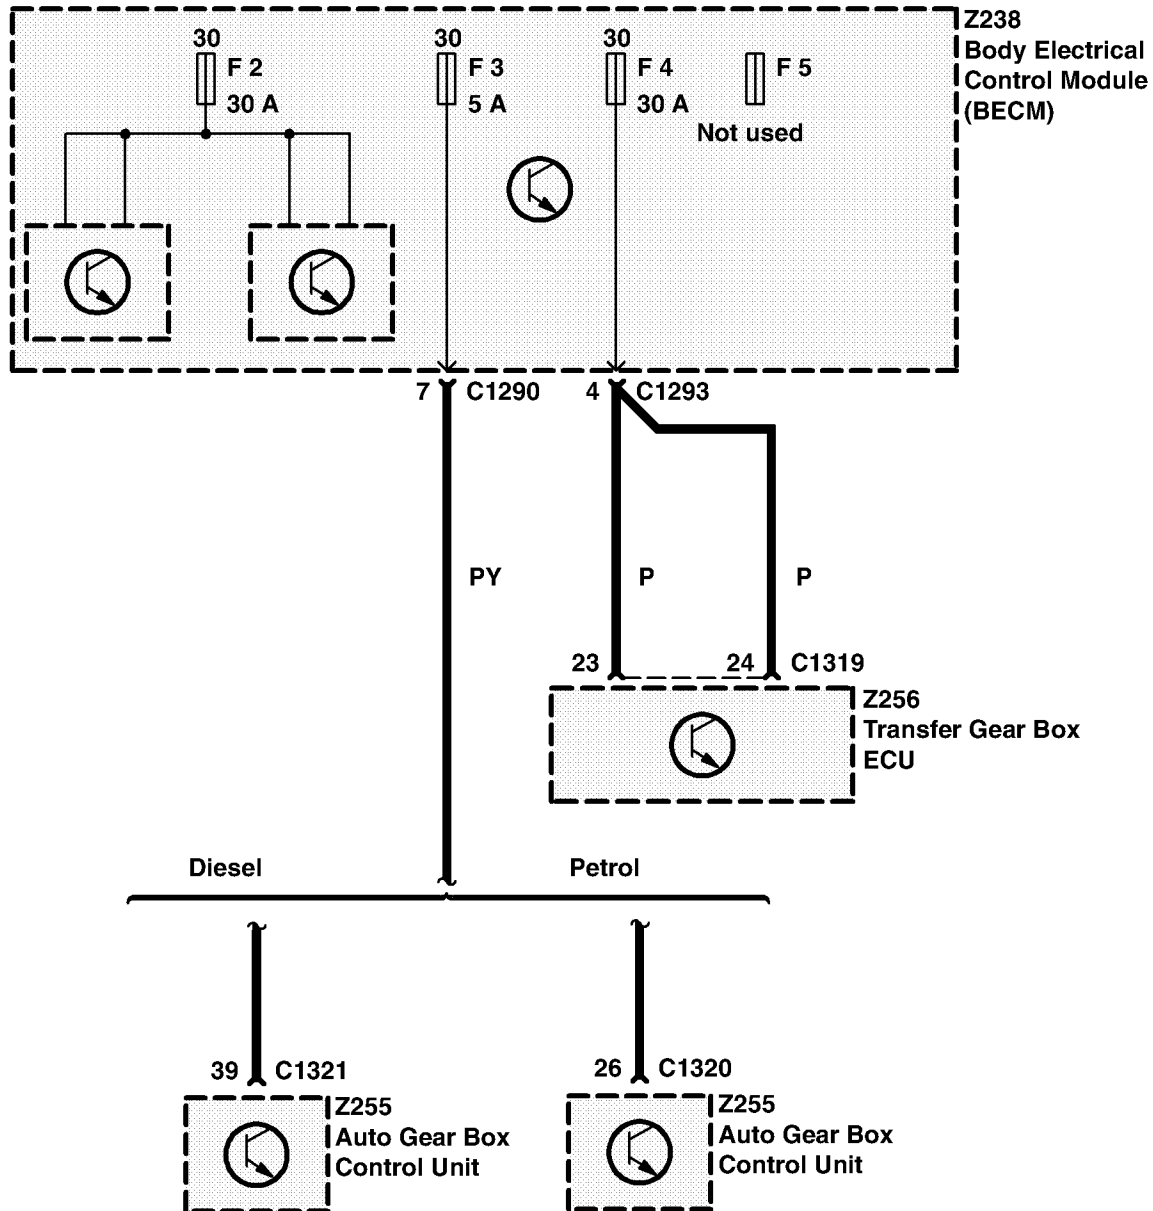 Z238
Body Electrical
Control Module
(BECM)
30 30 30
F 2 F 3 F 4 F 5
30 A 5 A 30 A
Not used
7 C1290 4 C1293
PY P P
23 24 C1319
Z256
Transfer Gear Box
ECU
Diesel Petrol
39 C1321 26 C1320
Z255
Auto Gear Box
Control Unit
Z255
Auto Gear Box
Control Unit